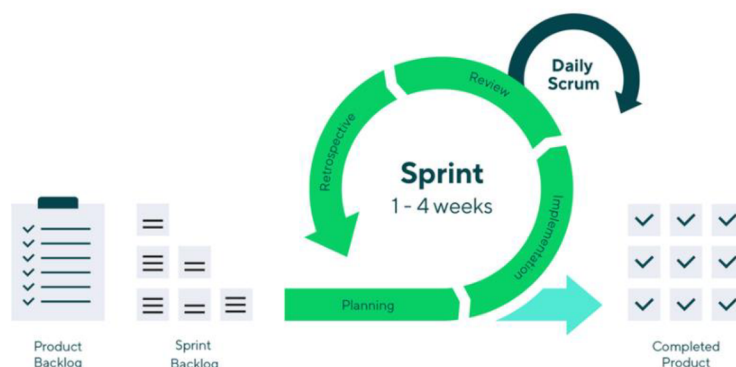 Daily
Scrum
Review
Retrospective
Sprint
1 - 4 weeks
Implementation
Planning
Product
Backlog
Sprint
Backlog
Completed
Product